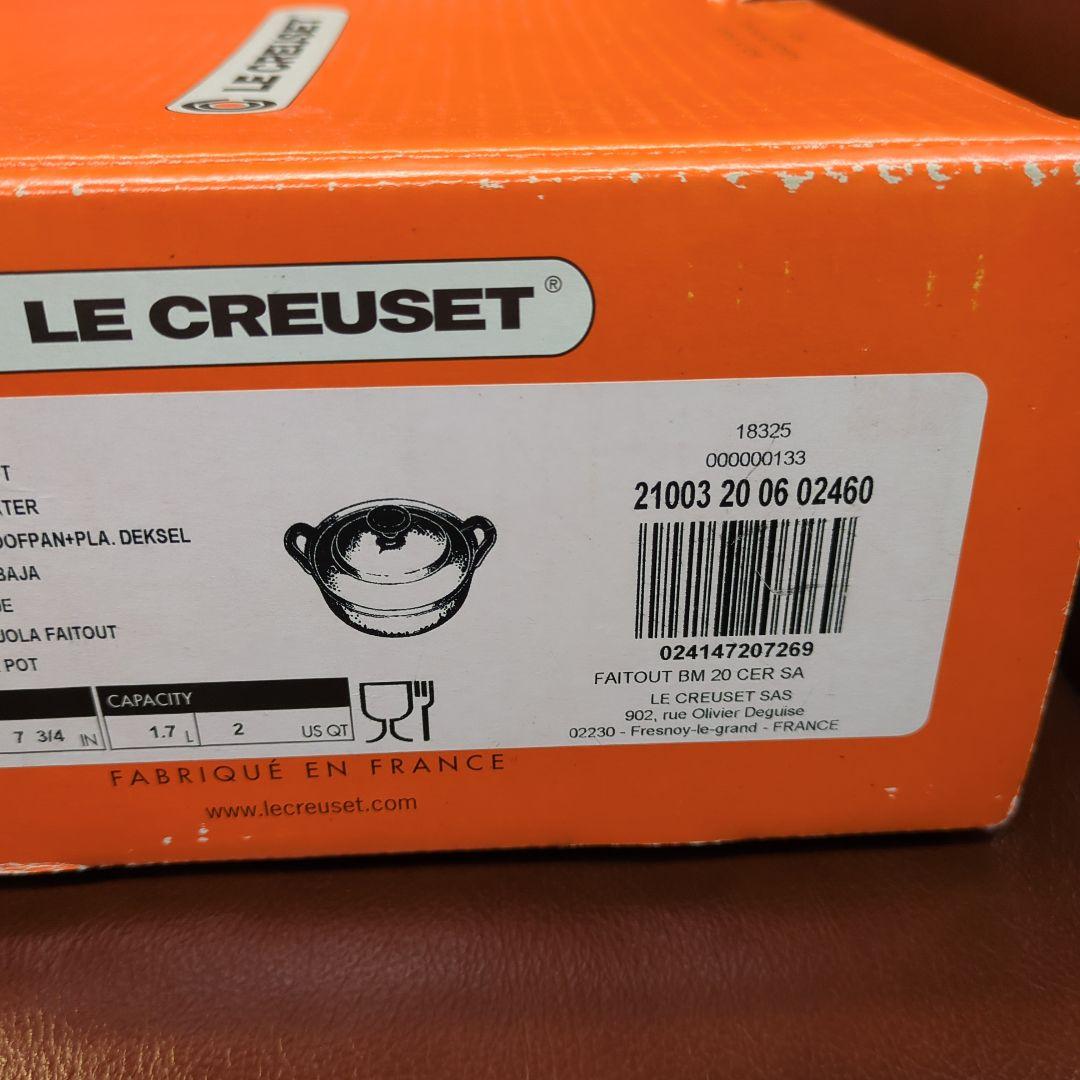 LE CREUSET
LE CREUSET®
18325
000000133
21003 20 06 02460
024147207269
FAITOUT BM 20 CER SA
LE CREUSET SAS
902, rue Olivier Deguise
02230 - Fresnoy-le-grand - FRANCE
T
TER
OOFPAN+PLA. DEKSEL
BAJA
E
JOLA FAITOUT
POT
CAPACITY
7 3/4 IN 1.7 L 2 US QT
FABRIQUÉ EN FRANCE
www.lecreuset.com